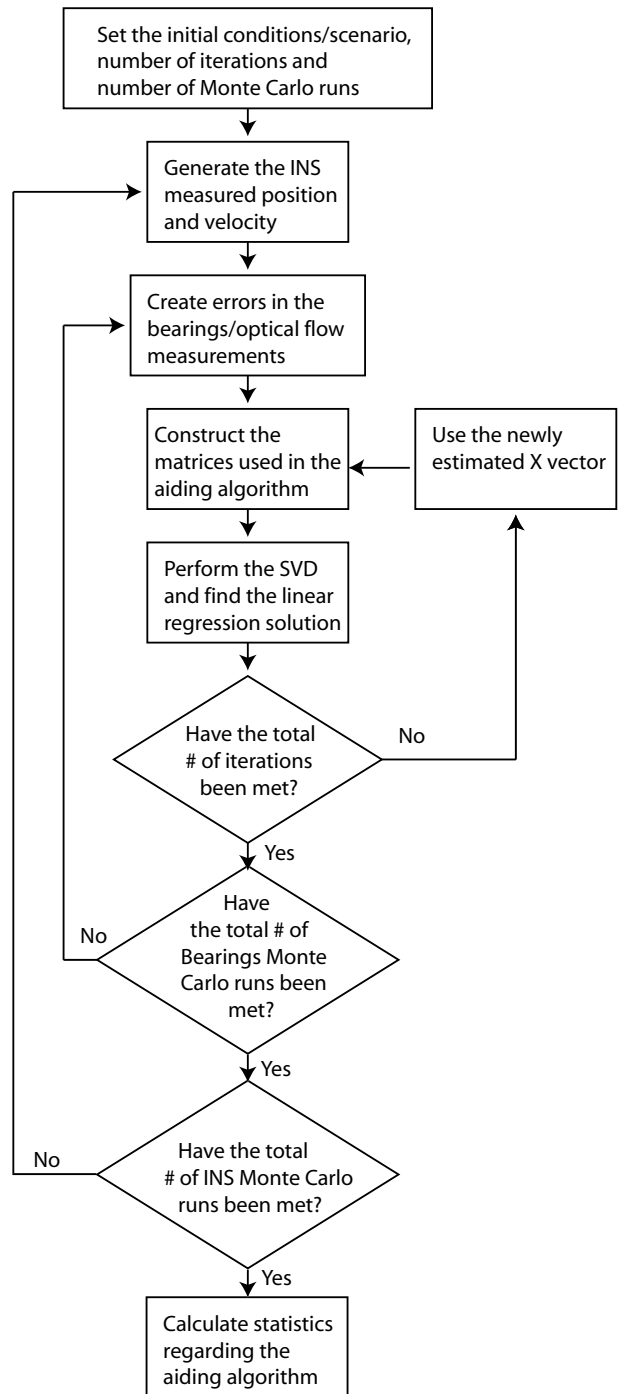 Set the initial conditions/scenario,
number of iterations and
number of Monte Carlo runs
Generate the INS
measured position
and velocity
Create errors in the
bearings/optical flow
measurements
Construct the
matrices used in the
aiding algorithm
Use the newly
estimated X vector
Perform the SVD
and find the linear
regression solution
Have the total
# of iterations
been met?
No
Yes
Have
the total # of
Bearings Monte
Carlo runs been
met?
No
Yes
Have the total
# of INS Monte Carlo
runs been met?
No
Yes
Calculate statistics
regarding the
aiding algorithm